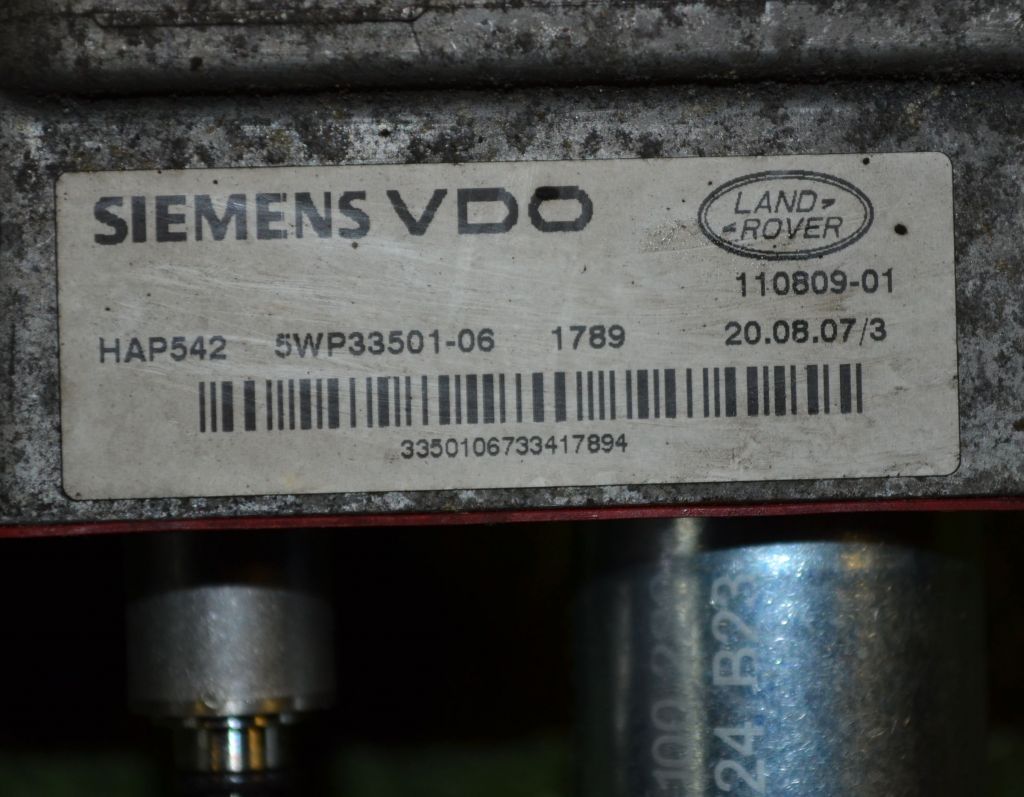 SIEMENS VDO
LAND-
-ROVER
110809-01
HAP542 5WP33501-06 1789 20.08.07/3
3350106733417894
24 B23